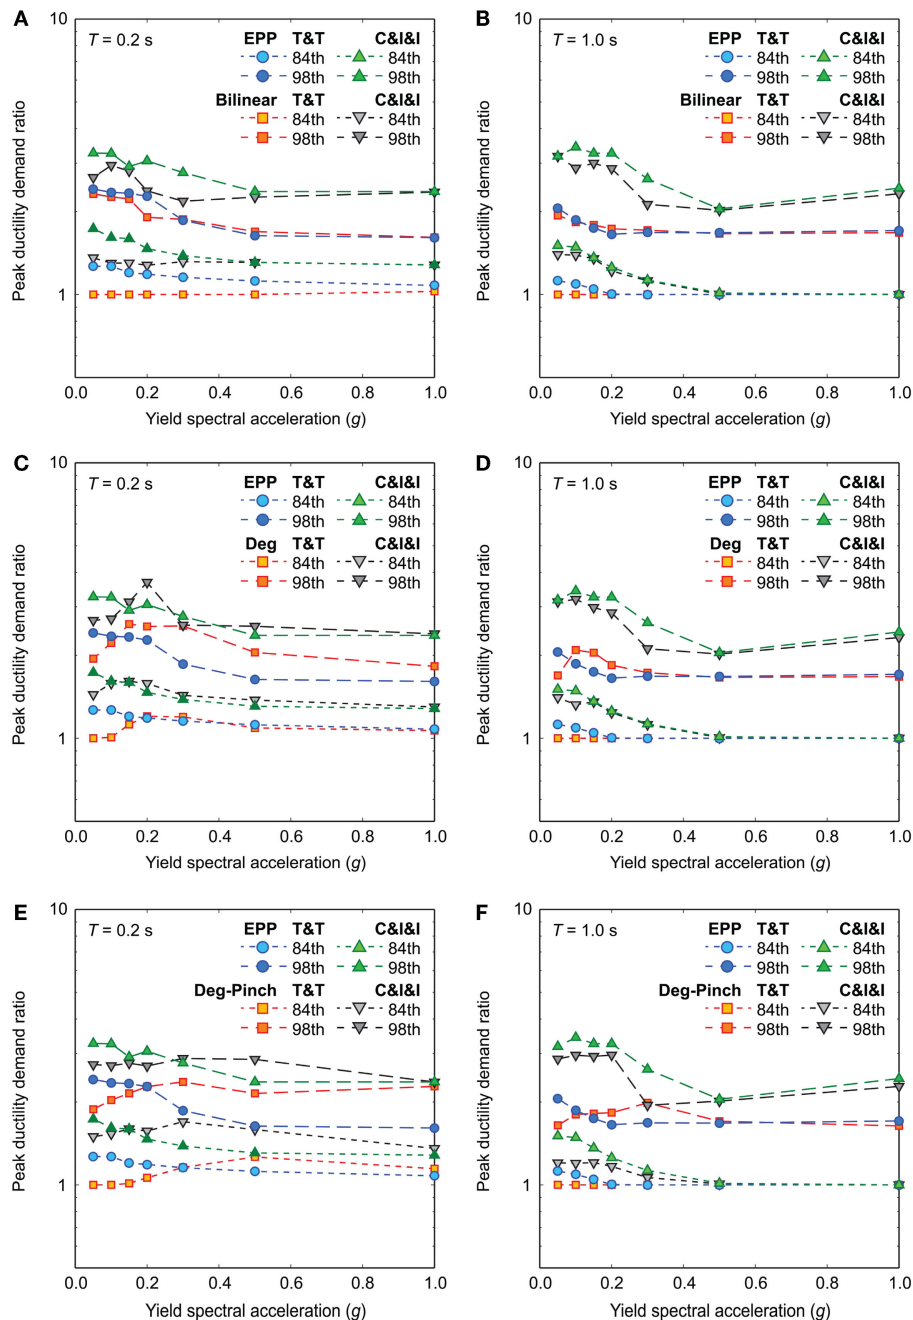 A
T = 0.2 s
EPP T&T C&I&I
84th 84th
98th 98th
Bilinear T&T C&I&I
84th 84th
98th 98th
10
1
Peak ductility demand ratio
0.0 0.2 0.4 0.6 0.8 1.0
Yield spectral acceleration (g)
B
T = 1.0 s
EPP T&T C&I&I
84th 84th
98th 98th
Bilinear T&T C&I&I
84th 84th
98th 98th
10
1
Peak ductility demand ratio
0.0 0.2 0.4 0.6 0.8 1.0
Yield spectral acceleration (g)
C
T = 0.2 s
EPP T&T C&I&I
84th 84th
98th 98th
Deg T&T C&I&I
84th 84th
98th 98th
10
1
Peak ductility demand ratio
0.0 0.2 0.4 0.6 0.8 1.0
Yield spectral acceleration (g)
D
T = 1.0 s
EPP T&T C&I&I
84th 84th
98th 98th
Deg T&T C&I&I
84th 84th
98th 98th
10
1
Peak ductility demand ratio
0.0 0.2 0.4 0.6 0.8 1.0
Yield spectral acceleration (g)
E
T = 0.2 s
EPP T&T C&I&I
84th 84th
98th 98th
Deg-Pinch T&T C&I&I
84th 84th
98th 98th
10
1
Peak ductility demand ratio
0.0 0.2 0.4 0.6 0.8 1.0
Yield spectral acceleration (g)
F
T = 1.0 s
EPP T&T C&I&I
84th 84th
98th 98th
Deg-Pinch T&T C&I&I
84th 84th
98th 98th
10
1
Peak ductility demand ratio
0.0 0.2 0.4 0.6 0.8 1.0
Yield spectral acceleration (g)